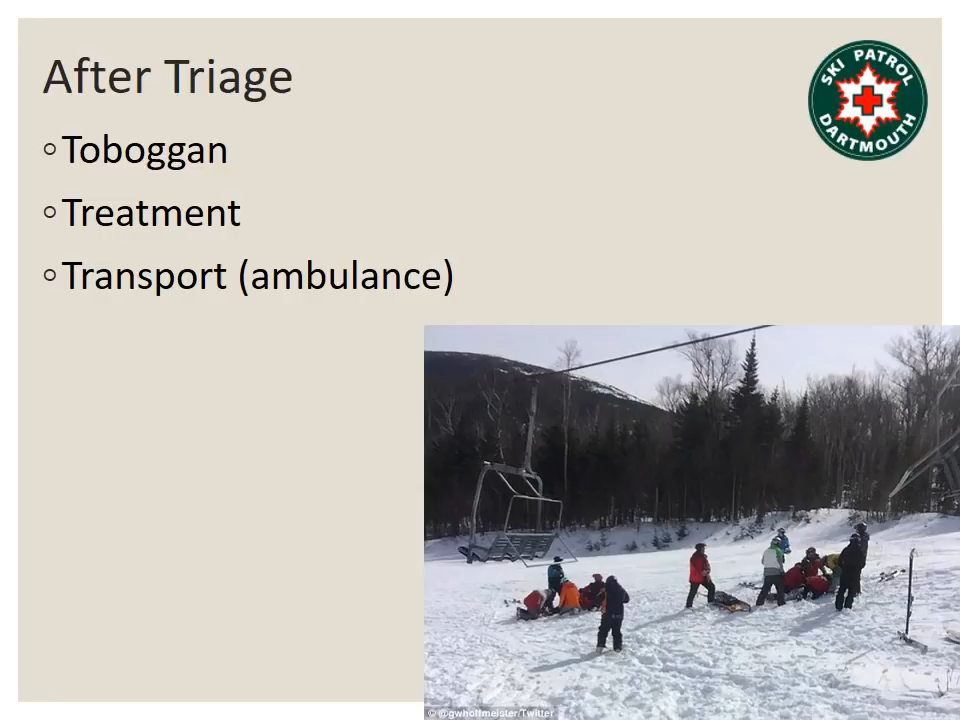 After Triage
SKI PATROL
DARTMOUTH
◦Toboggan
◦Treatment
◦Transport (ambulance)
© @gwhoffmeister/Twitter